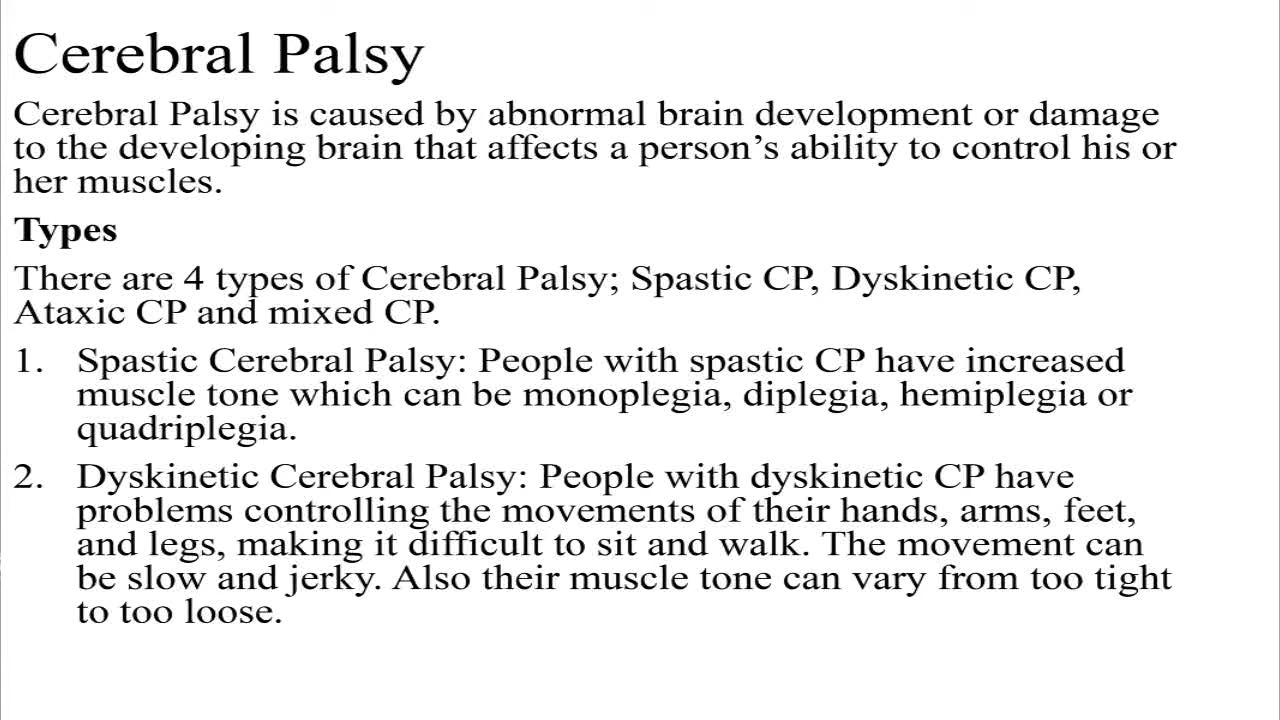 Cerebral Palsy
Cerebral Palsy is caused by abnormal brain development or damage
to the developing brain that affects a person’s ability to control his or
her muscles.
Types
There are 4 types of Cerebral Palsy; Spastic CP, Dyskinetic CP,
Ataxic CP and mixed CP.
1. Spastic Cerebral Palsy: People with spastic CP have increased
muscle tone which can be monoplegia, diplegia, hemiplegia or
quadriplegia.
2. Dyskinetic Cerebral Palsy: People with dyskinetic CP have
problems controlling the movements of their hands, arms, feet,
and legs, making it difficult to sit and walk. The movement can
be slow and jerky. Also their muscle tone can vary from too tight
to too loose.